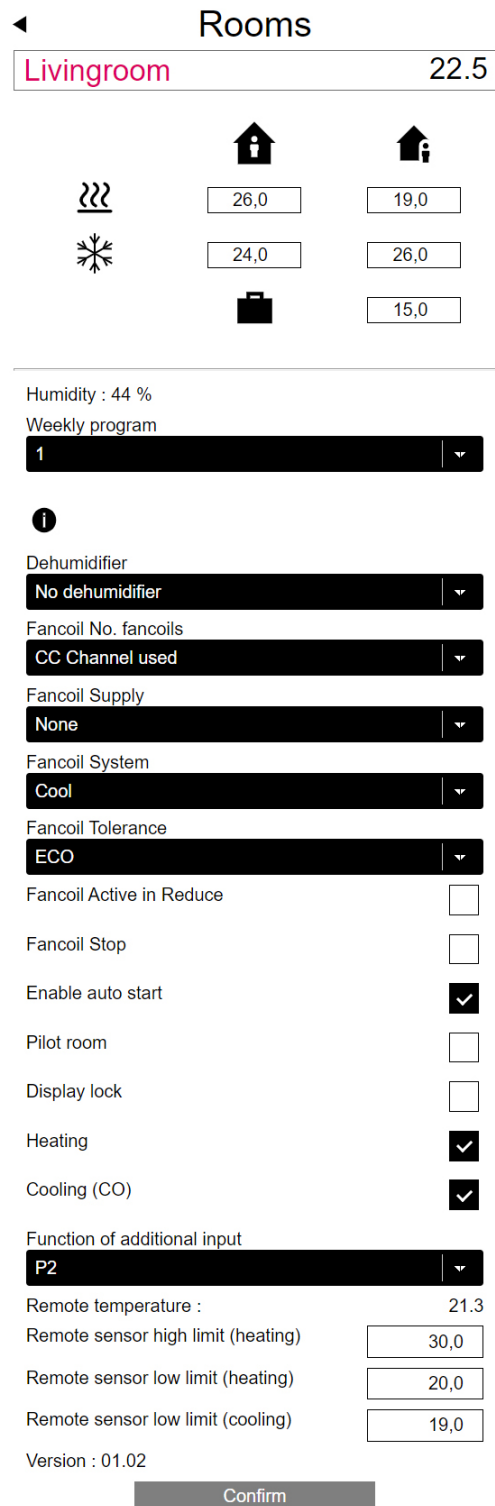 Rooms
Livingroom 22.5
26,0 19,0
24,0 26,0
15,0
Humidity : 44 %
Weekly program
1
Dehumidifier
No dehumidifier
Fancoil No. fancoils
CC Channel used
Fancoil Supply
None
Fancoil System
Cool
Fancoil Tolerance
ECO
Fancoil Active in Reduce
Fancoil Stop
Enable auto start
Pilot room
Display lock
Heating
Cooling (CO)
Function of additional input
P2
Remote temperature : 21.3
Remote sensor high limit (heating) 30,0
Remote sensor low limit (heating) 20,0
Remote sensor low limit (cooling) 19,0
Version : 01.02
Confirm